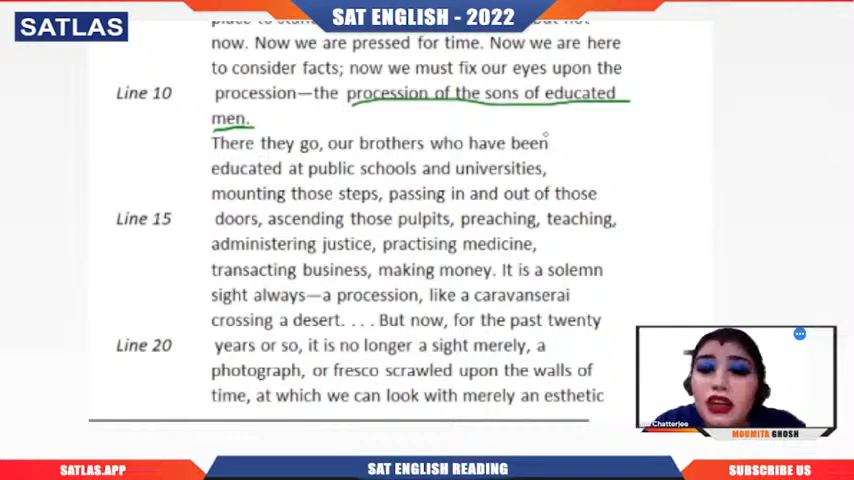 SATLAS
SAT ENGLISH - 2022
now. Now we are pressed for time. Now we are here
to consider facts; now we must fix our eyes upon the
Line 10 procession—the procession of the sons of educated
men.
There they go, our brothers who have been
educated at public schools and universities,
mounting those steps, passing in and out of those
Line 15 doors, ascending those pulpits, preaching, teaching,
administering justice, practising medicine,
transacting business, making money. It is a solemn
sight always—a procession, like a caravanserai
crossing a desert. . . . But now, for the past twenty
Line 20 years or so, it is no longer a sight merely, a
photograph, or fresco scrawled upon the walls of
time, at which we can look with merely an esthetic
Chatterjee
MOUMITA GHOSH
SATLAS.APP
SAT ENGLISH READING
SUBSCRIBE US